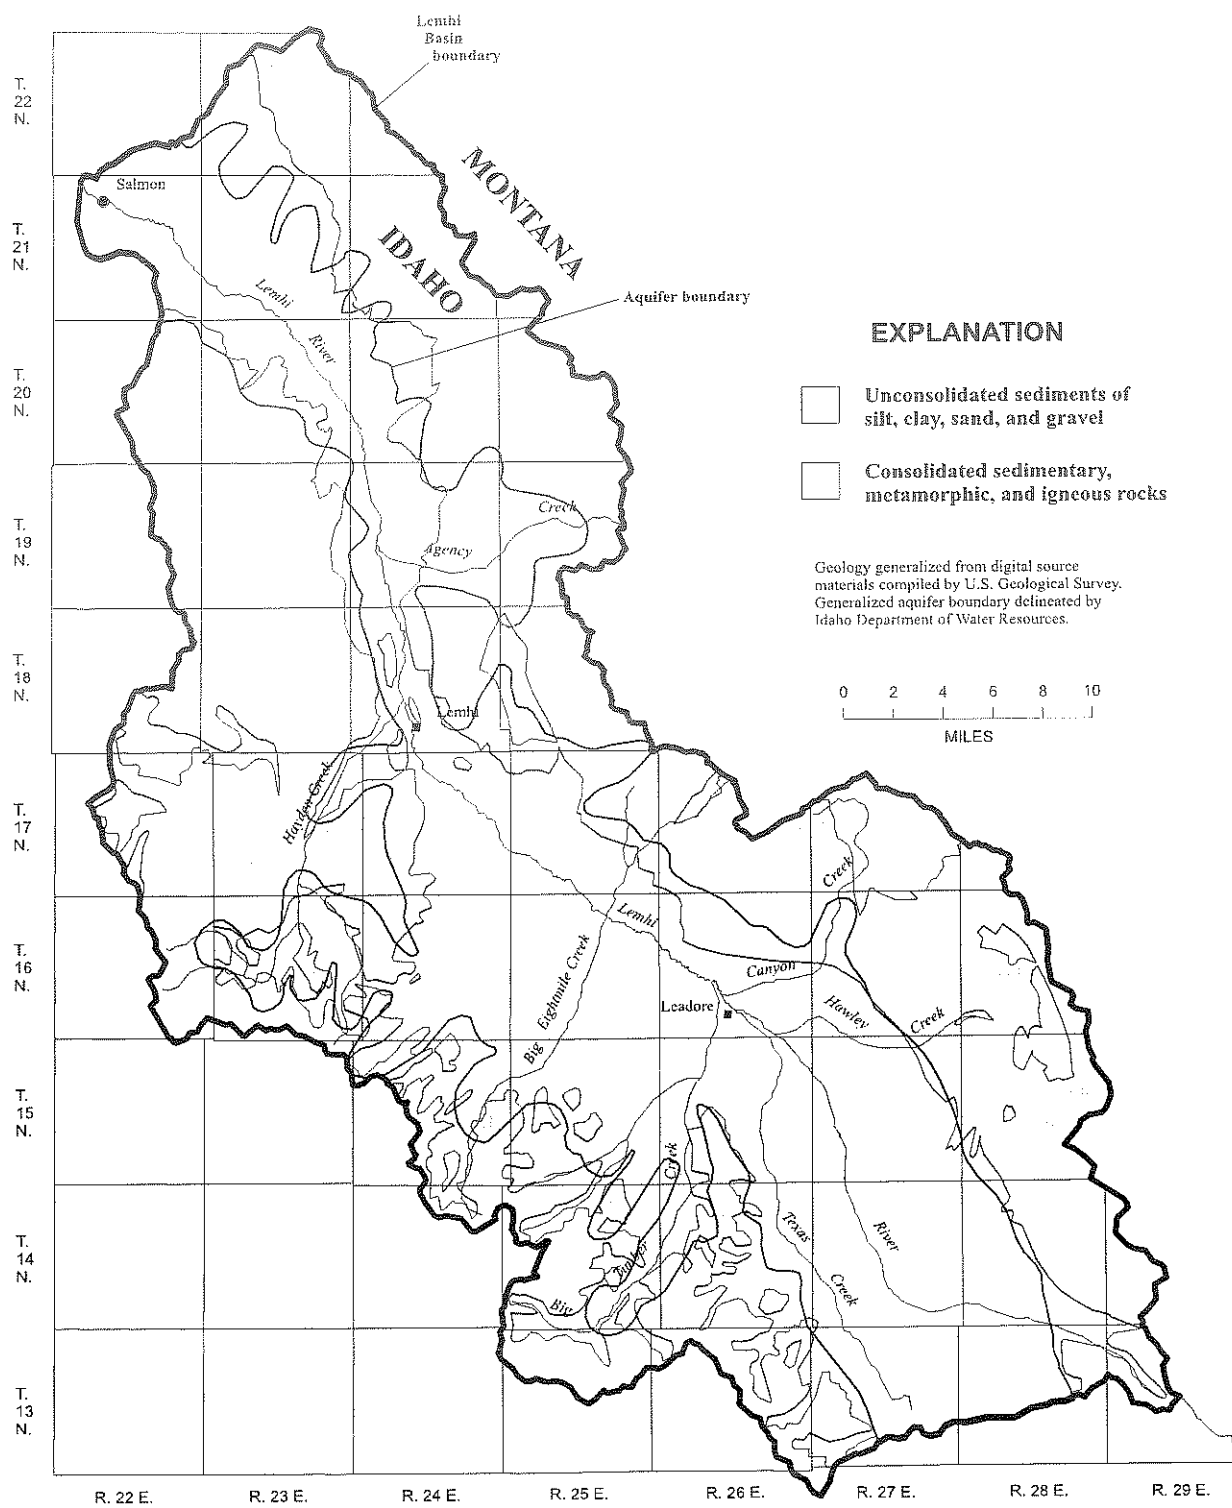 Lemhi
Basin
boundary
T.
22
N.
MONTANA
Salmon
T.
21
N.
IDAHO
Lemhi
River
Aquifer boundary
EXPLANATION
Unconsolidated sediments of
silt, clay, sand, and gravel
Consolidated sedimentary,
metamorphic, and igneous rocks
T.
20
N.
T.
19
N.
Creek
Agency
Geology generalized from digital source
materials compiled by U.S. Geological Survey.
Generalized aquifer boundary delineated by
Idaho Department of Water Resources.
T.
18
N.
Lemhi
0 2 4 6 8 10
MILES
T.
17
N.
Hayden Creek
Creek
Lemhi
T.
16
N.
Canyon
Big Eightmile Creek
Leadore
Hawley
Creek
T.
15
N.
Creek
T.
14
N.
Texas
River
Timber
Creek
Big
T.
13
N.
R. 22 E. R. 23 E. R. 24 E. R. 25 E. R. 26 E. R. 27 E. R. 28 E. R. 29 E.